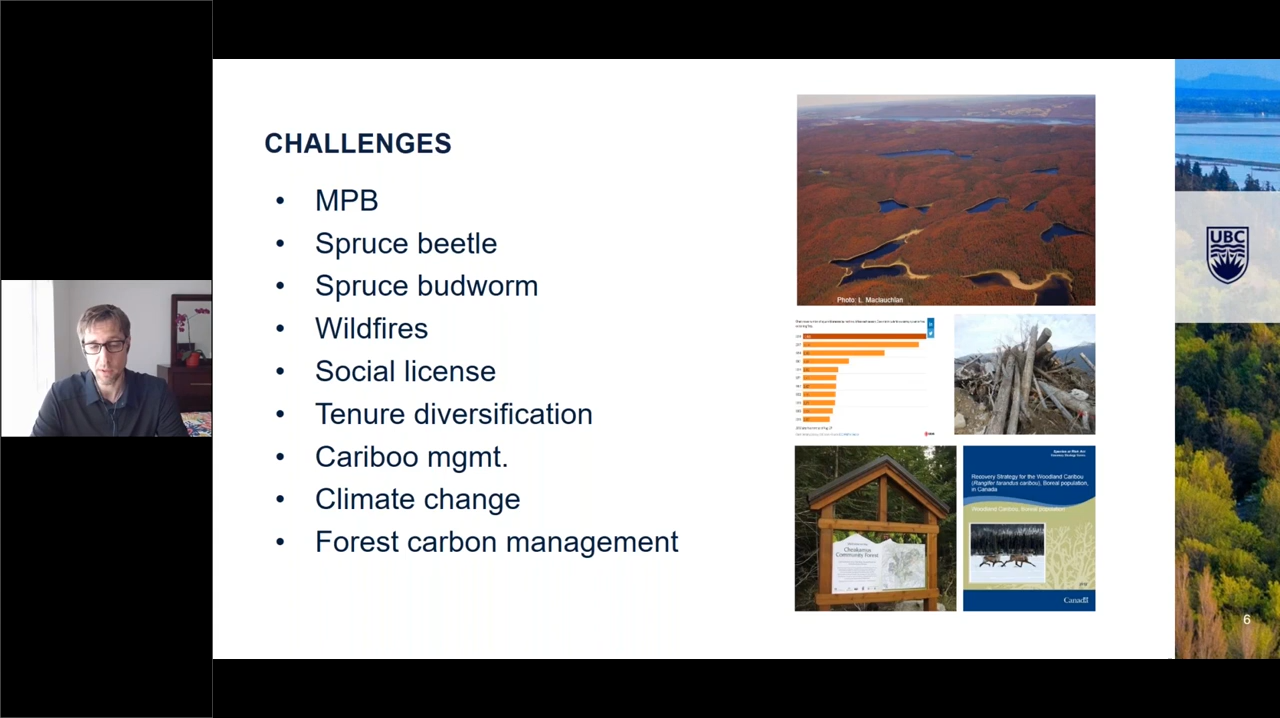 CHALLENGES
• MPB
• Spruce beetle
• Spruce budworm
• Wildfires
• Social license
• Tenure diversification
• Cariboo mgmt.
• Climate change
• Forest carbon management
Photo: L. Maclauchlan
Cheakamus
Community Forest
Species at Risk Act
Recovery Strategy Series
Recovery Strategy for the Woodland Caribou
(Rangifer tarandus caribou), Boreal population,
in Canada
Woodland Caribou, Boreal population
Canada
UBC
6